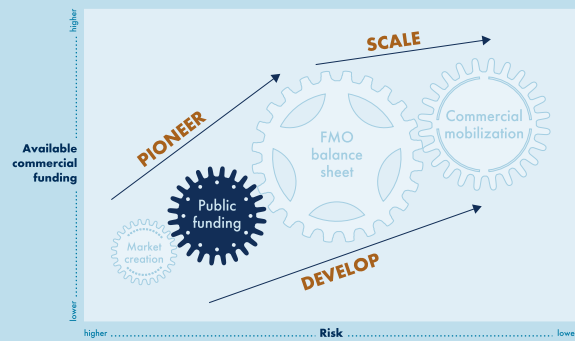 higher
SCALE
PIONEER
Commercial
mobilization
FMO
balance
sheet
Available
commercial
funding
Public
funding
Market
creation
DEVELOP
lower
higher
Risk
lower